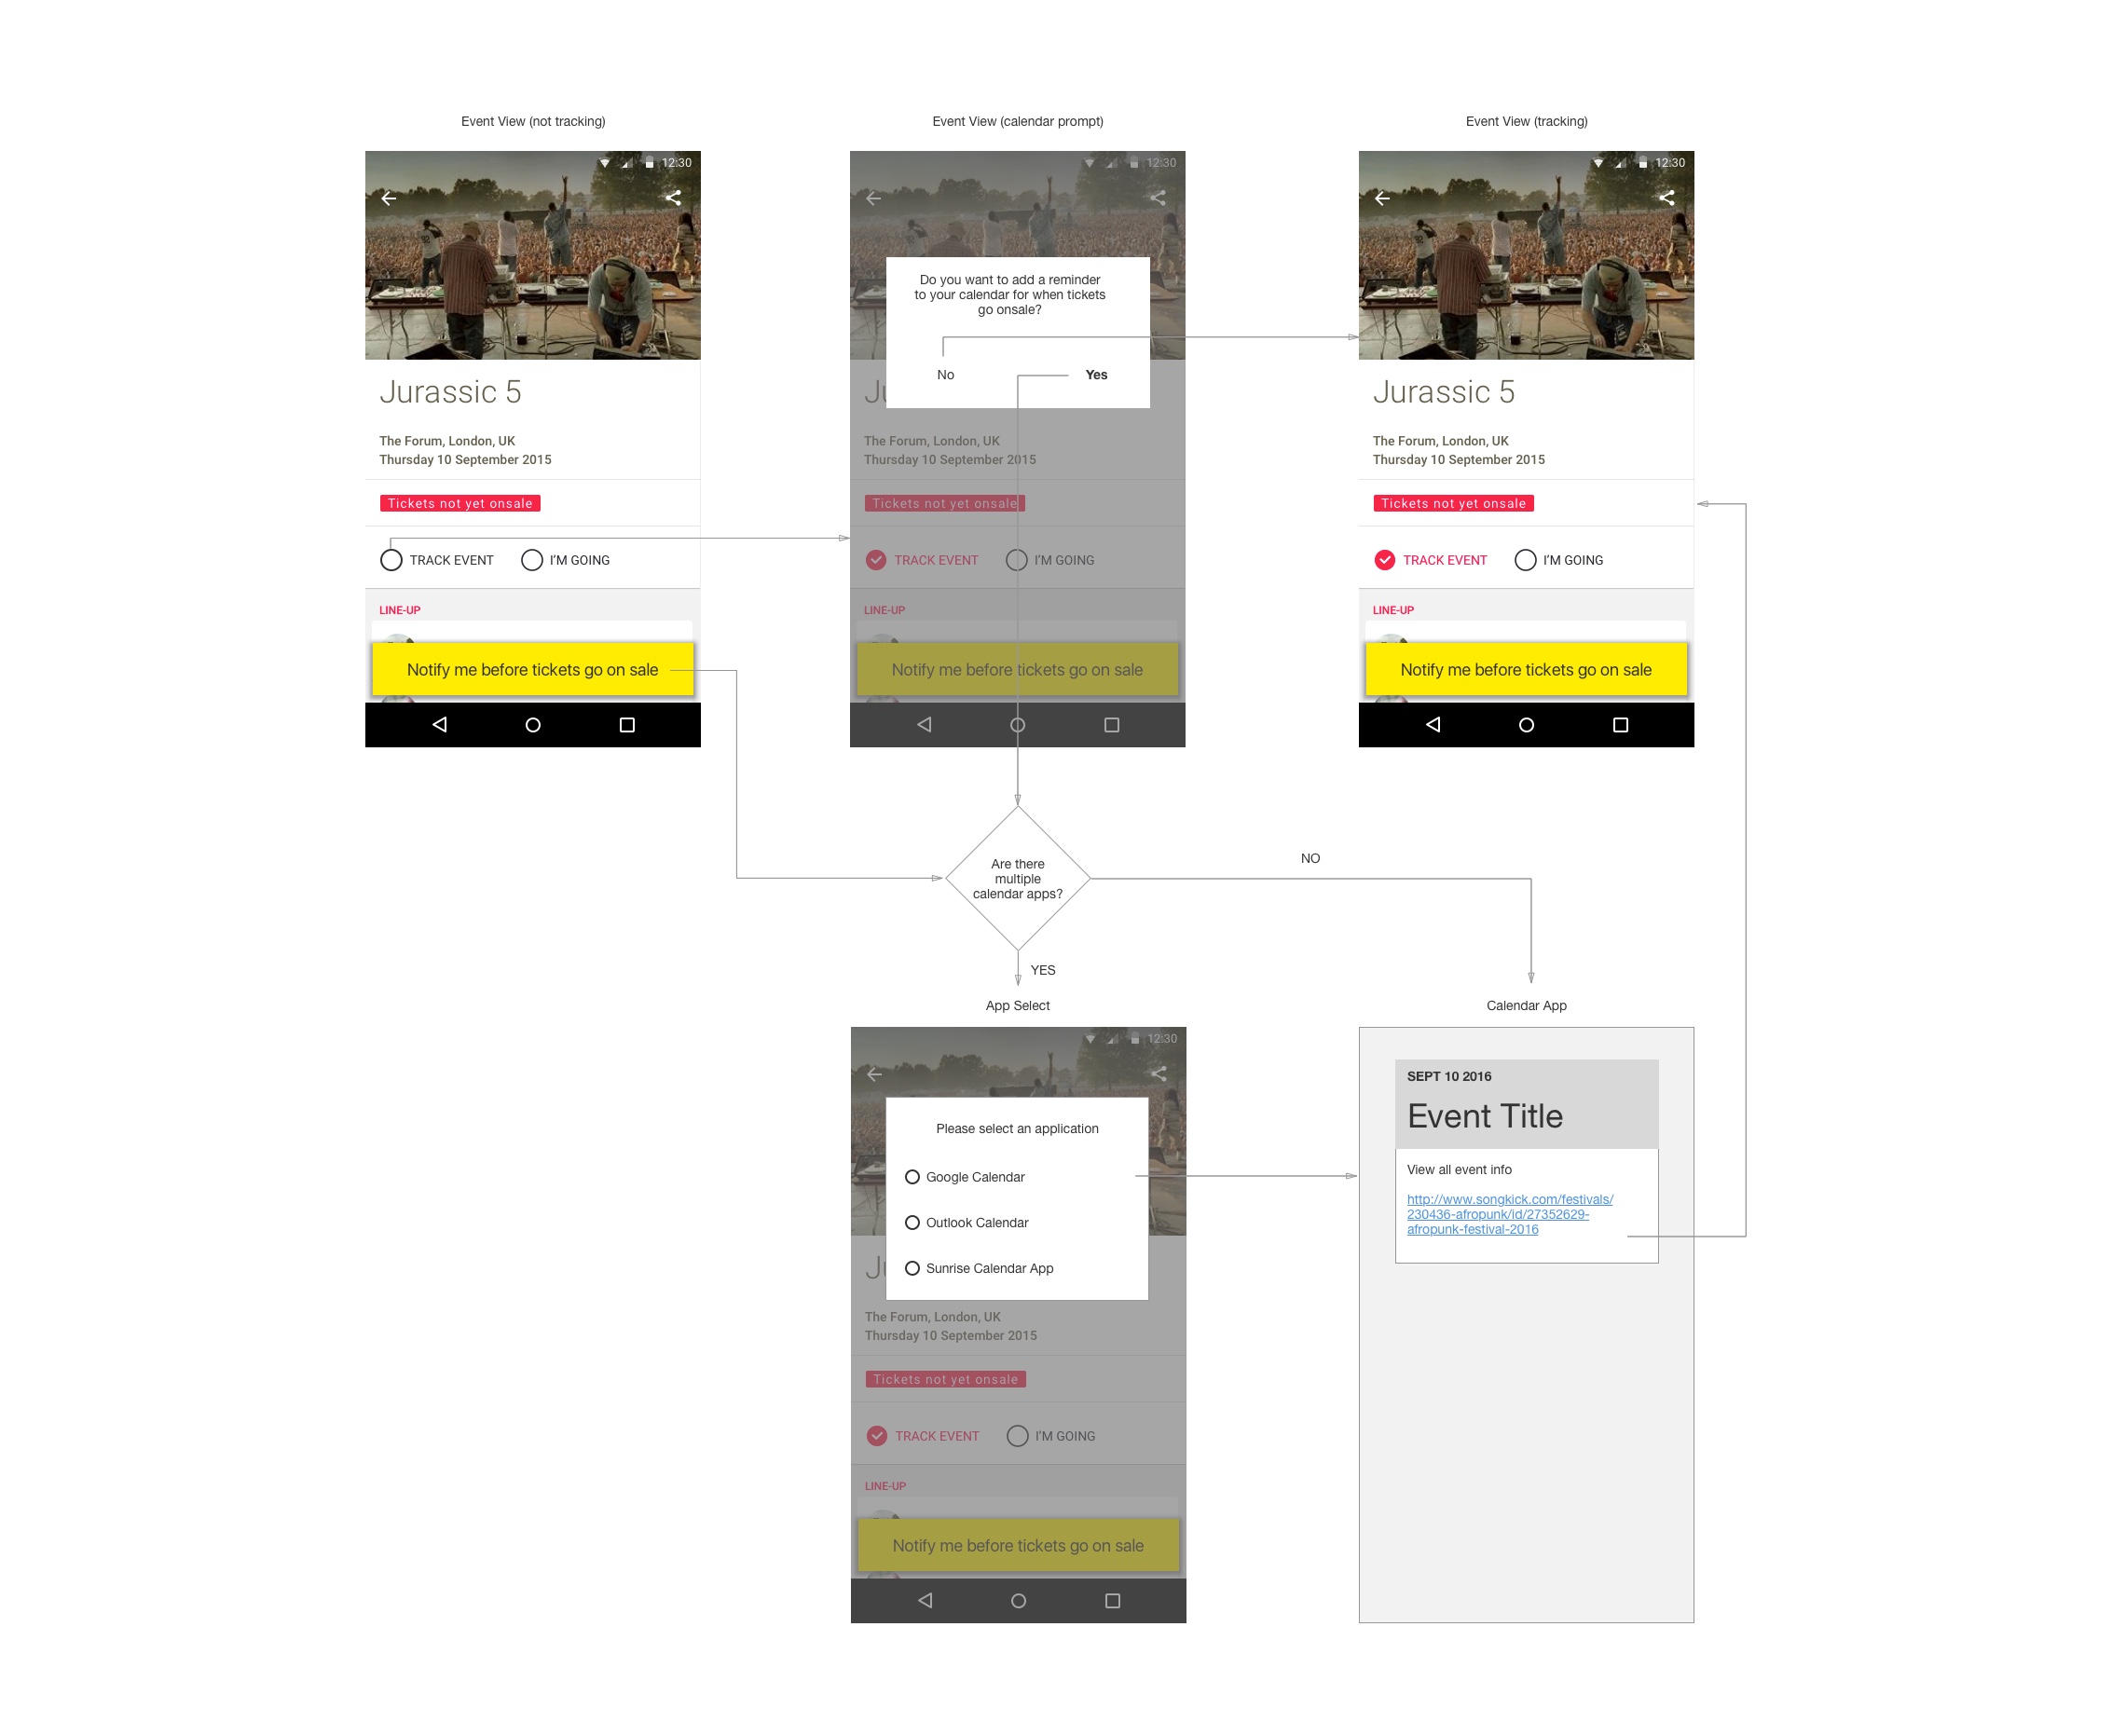 Event View (not tracking)
12:30
Jurassic 5
The Forum, London, UK
Thursday 10 September 2015
Tickets not yet onsale
TRACK EVENT
I'M GOING
LINE-UP
Notify me before tickets go on sale
Event View (calendar prompt)
12:30
Do you want to add a reminder
to your calendar for when tickets
go onsale?
No
Yes
Ju
The Forum, London, UK
Thursday 10 September 2015
Tickets not yet onsale
TRACK EVENT
I'M GOING
LINE-UP
Notify me before tickets go on sale
Event View (tracking)
12:30
Jurassic 5
The Forum, London, UK
Thursday 10 September 2015
Tickets not yet onsale
TRACK EVENT
I'M GOING
LINE-UP
Notify me before tickets go on sale
Are there
multiple
calendar apps?
NO
YES
App Select
12:30
Please select an application
Google Calendar
Outlook Calendar
Sunrise Calendar App
Ju
The Forum, London, UK
Thursday 10 September 2015
Tickets not yet onsale
TRACK EVENT
I'M GOING
LINE-UP
Notify me before tickets go on sale
Calendar App
SEPT 10 2016
Event Title
View all event info
http://www.songkick.com/festivals/
230436-afropunk/id/27352629-
afropunk-festival-2016